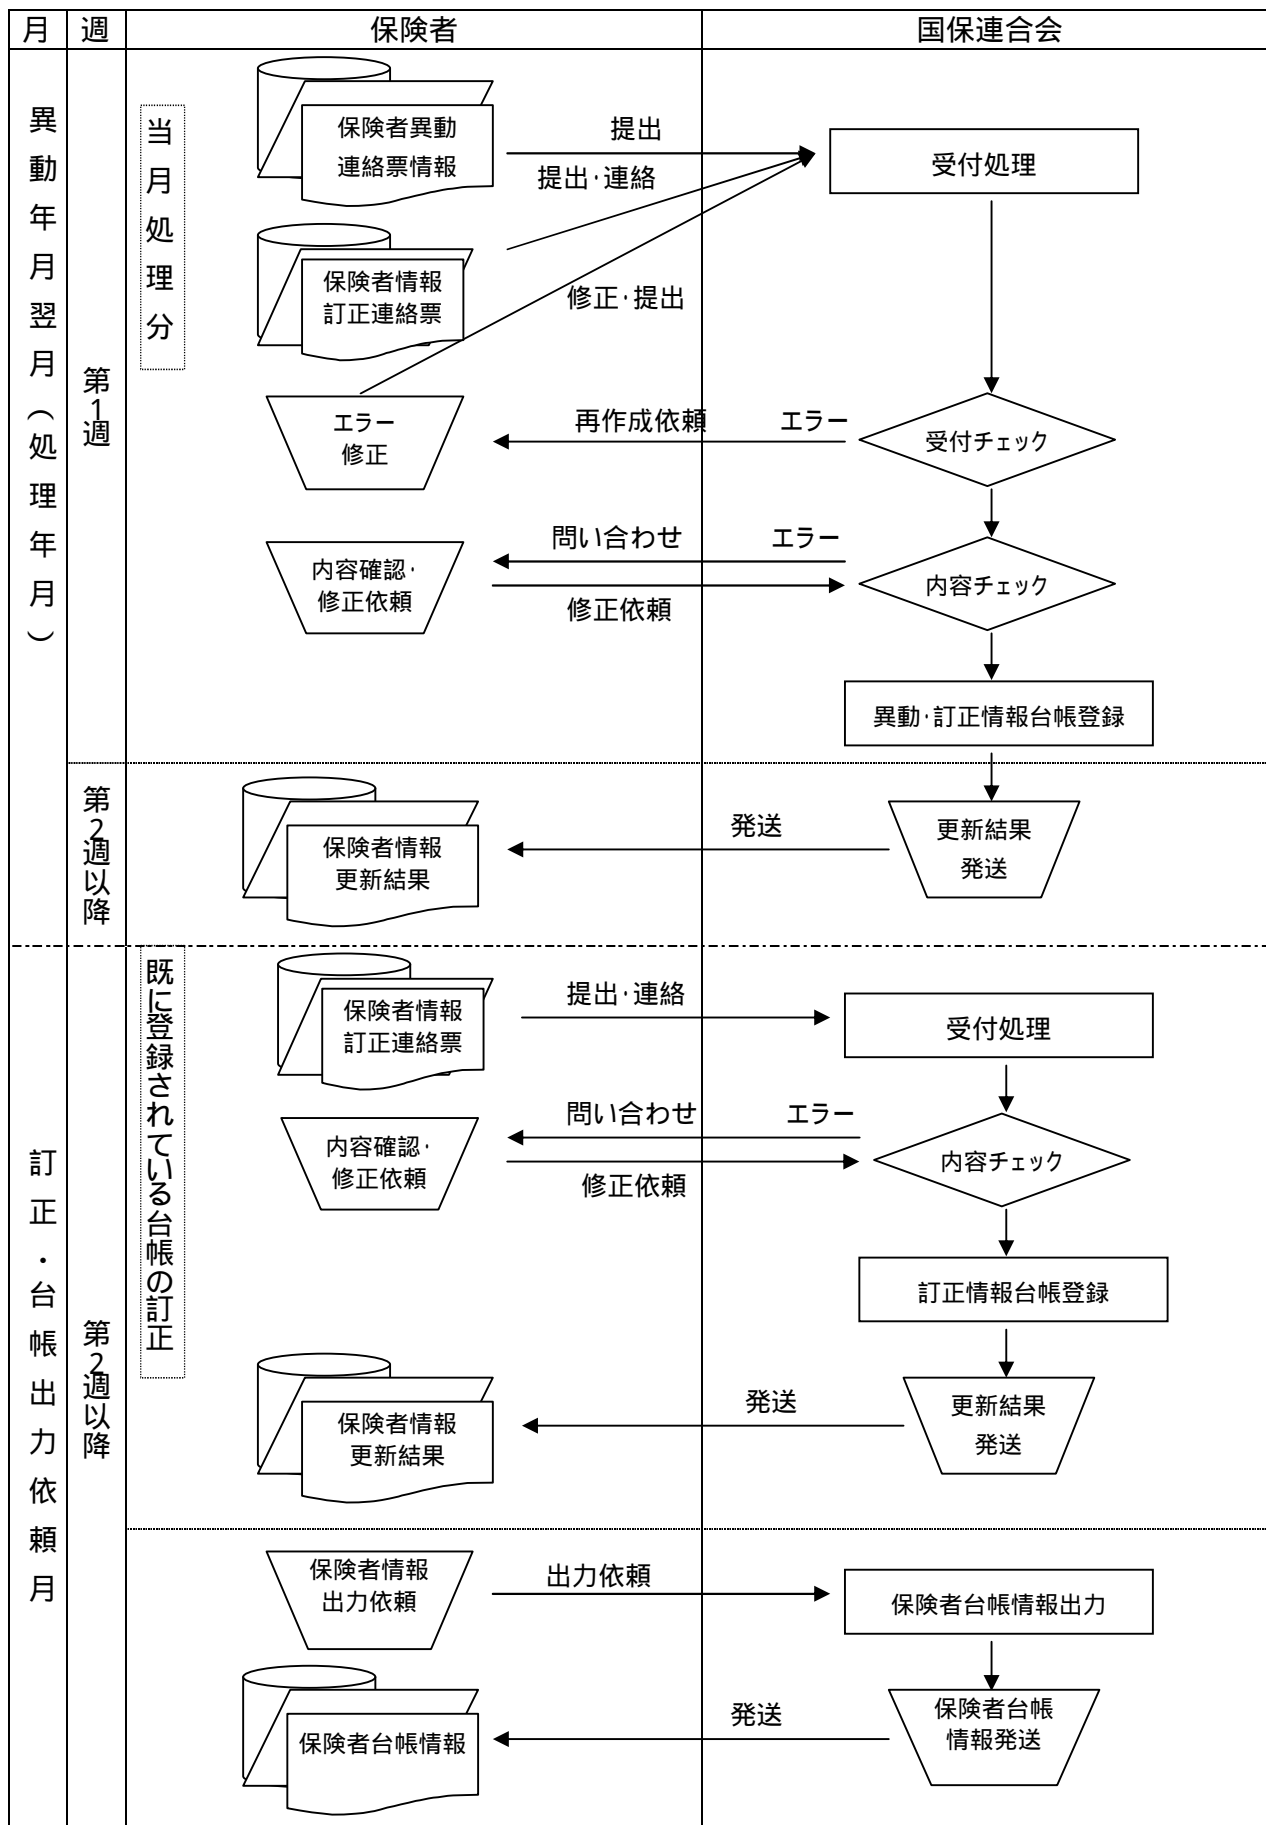 月
週
保険者
国保連合会
異動年月翌月（処理年月）
第1週
当月処理分
保険者異動
連絡票情報
提出
提出・連絡
受付処理
保険者情報
訂正連絡票
修正・提出
エラー
修正
再作成依頼
エラー
受付チェック
内容確認・
修正依頼
問い合わせ
エラー
修正依頼
内容チェック
異動・訂正情報台帳登録
第2週以降
保険者情報
更新結果
発送
更新結果
発送
訂正・台帳出力依頼月
第2週以降
既に登録されている台帳の訂正
保険者情報
訂正連絡票
提出・連絡
受付処理
内容確認・
修正依頼
問い合わせ
エラー
修正依頼
内容チェック
訂正情報台帳登録
保険者情報
更新結果
発送
更新結果
発送
保険者情報
出力依頼
出力依頼
保険者台帳情報出力
保険者台帳情報
発送
保険者台帳
情報発送